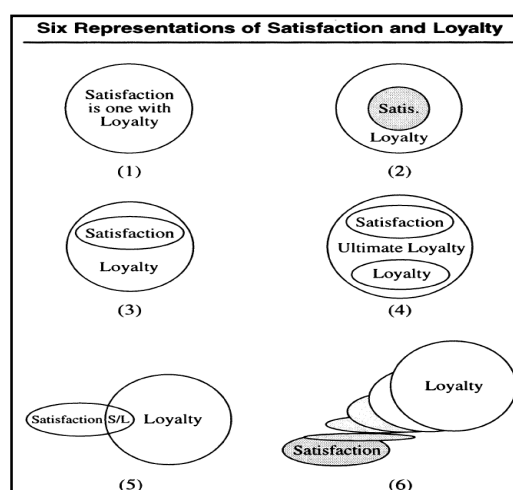 Six Representations of Satisfaction and Loyalty
Satisfaction
is one with
Loyalty
(1)
Satis.
Loyalty
(2)
Satisfaction
Loyalty
(3)
Satisfaction
Ultimate Loyalty
Loyalty
(4)
Satisfaction
S/L
Loyalty
(5)
Loyalty
Satisfaction
(6)